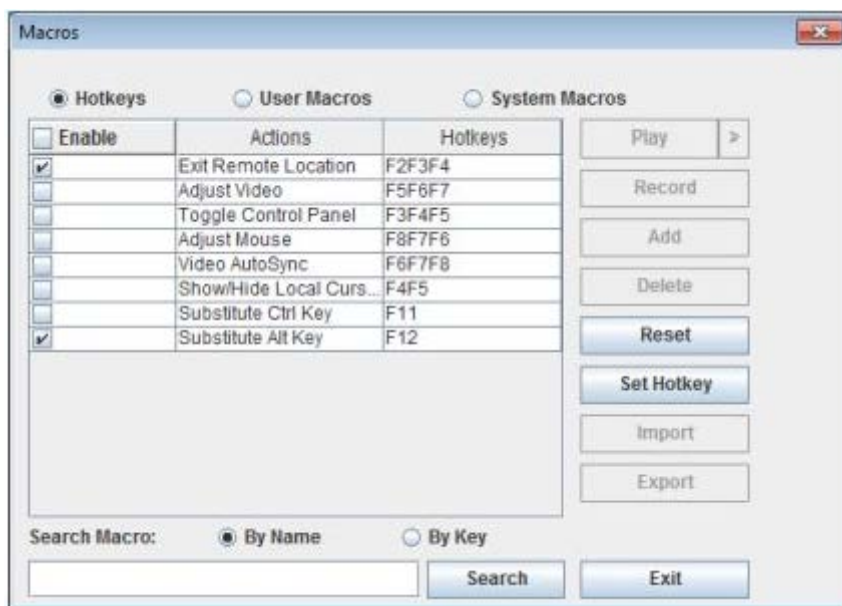 Macros
Hotkeys User Macros System Macros
Enable Actions Hotkeys Play >
Exit Remote Location F2F3F4
Adjust Video F5F6F7 Record
Toggle Control Panel F3F4F5
Adjust Mouse F8F7F6 Add
Video AutoSync F6F7F8
Show/Hide Local Curs... F4F5 Delete
Substitute Ctrl Key F11
Substitute Alt Key F12 Reset
Set Hotkey
Import
Export
Search Macro: By Name By Key
Search Exit